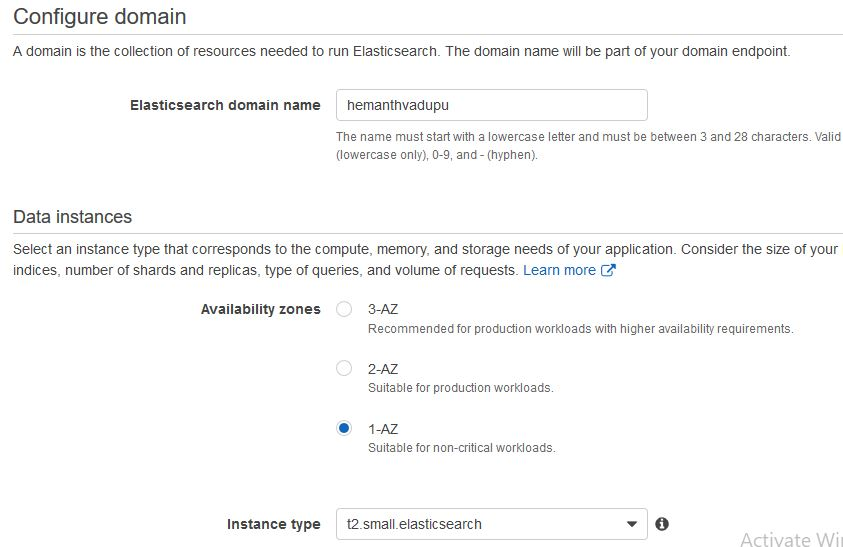 Configure domain
A domain is the collection of resources needed to run Elasticsearch. The domain name will be part of your domain endpoint.
Elasticsearch domain name hemanthvadupu
The name must start with a lowercase letter and must be between 3 and 28 characters. Valid
(lowercase only), 0-9, and - (hyphen).
Data instances
Select an instance type that corresponds to the compute, memory, and storage needs of your application. Consider the size of your
indices, number of shards and replicas, type of queries, and volume of requests. Learn more
Availability zones 3-AZ
Recommended for production workloads with higher availability requirements.
2-AZ
Suitable for production workloads.
1-AZ
Suitable for non-critical workloads.
Instance type t2.small.elasticsearch
Activate